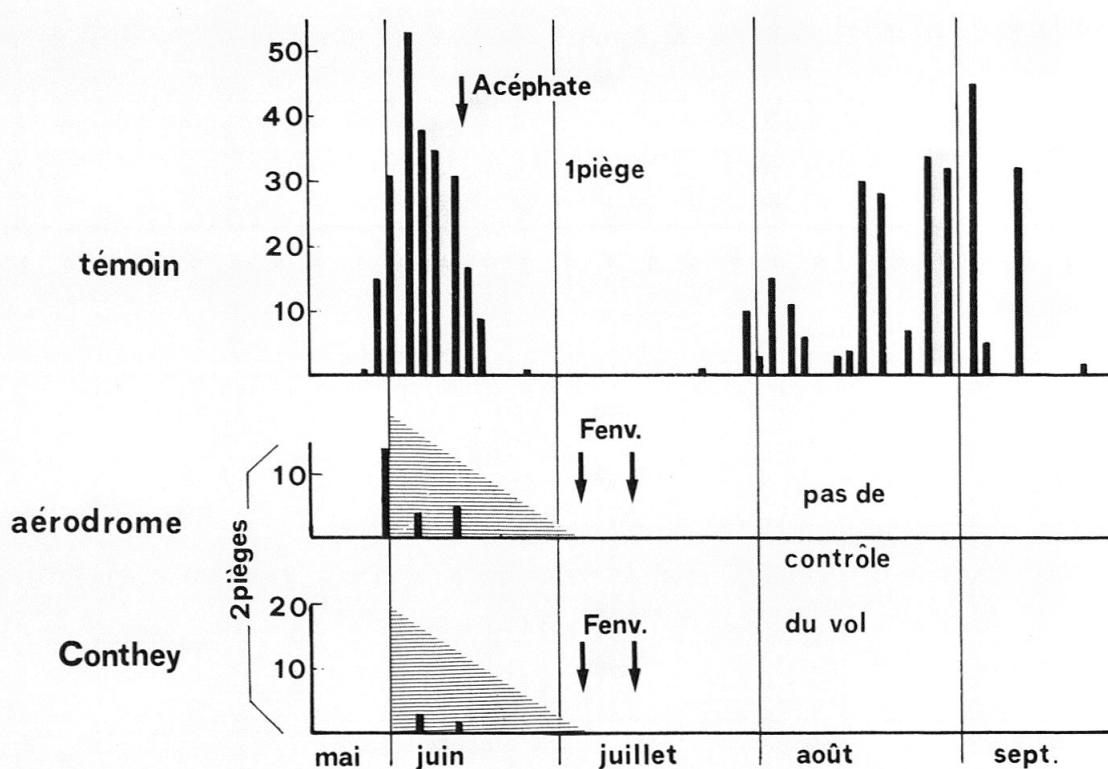 50
40
30
20
10
Acéphate
1piège
témoin
10
Fenv.
aérodrome
pas de
contrôle
du vol
2pièges
20
10
Fenv.
Conthey
mai juin juillet août sept.